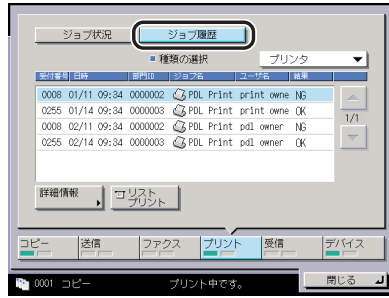 ジョブ状況 ジョブ履歴
■ 種類の選択 プリンタ ▼
受付番号 日時 部門ID ジョブ名 ユーザ名 結果
0008 01/11 09:34 0000002 PDL Print print owne NG
0255 01/14 09:34 0000003 PDL Print print owne OK
0008 02/11 09:34 0000002 PDL Print pdl owner NG
0255 02/14 09:34 0000003 PDL Print pdl owner OK
1/1
詳細情報 リスト
プリント
コピー 送信 ファクス プリント 受信 デバイス
0001 コピー プリント中です。 閉じる